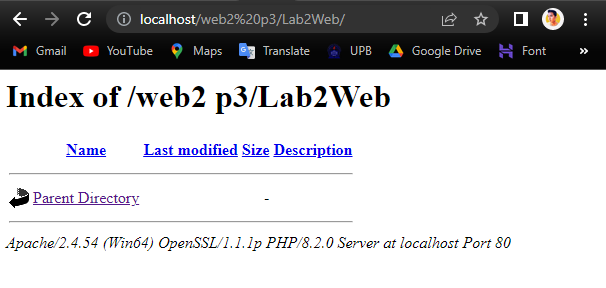 localhost/web2%20p3/Lab2Web/
Gmail YouTube Maps Translate UPB Google Drive Font »
Index of /web2 p3/Lab2Web
Name Last modified Size Description
Parent Directory -
Apache/2.4.54 (Win64) OpenSSL/1.1.1p PHP/8.2.0 Server at localhost Port 80